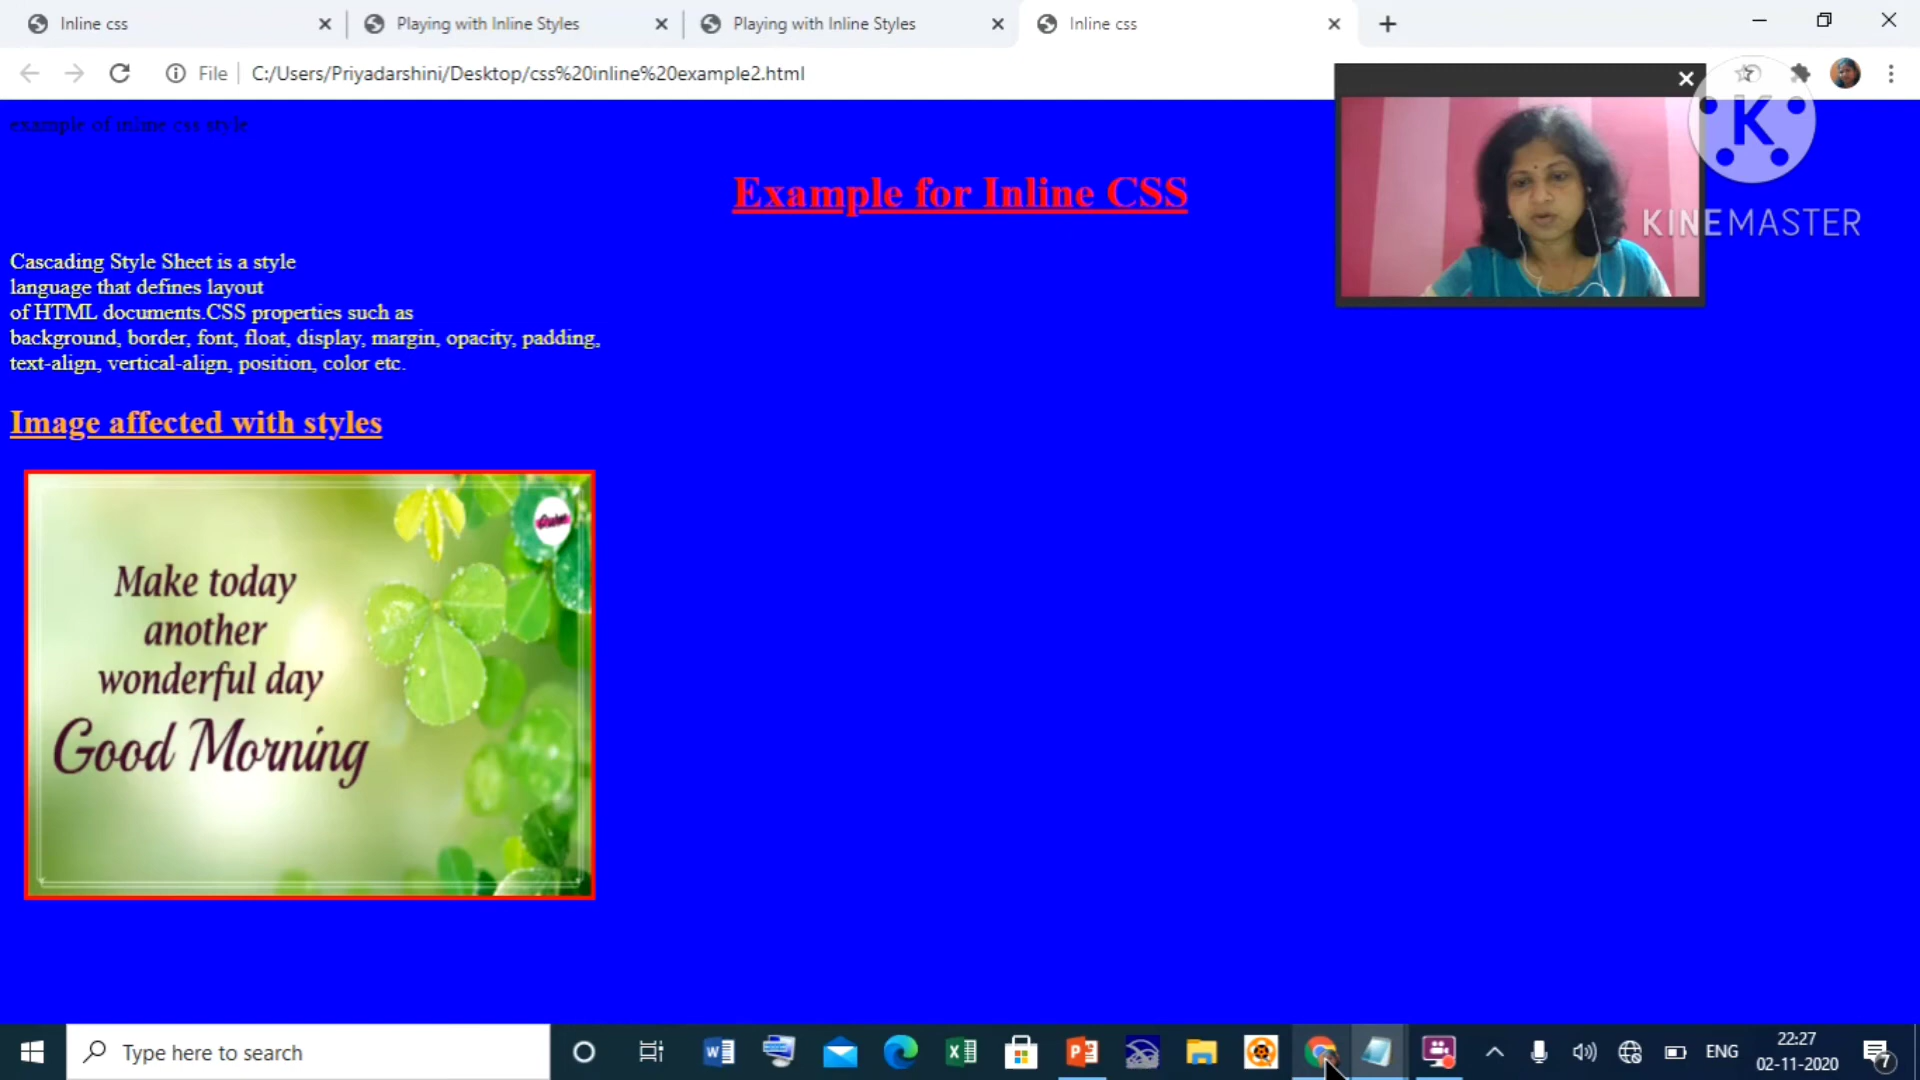 Inline css
Playing with Inline Styles
Playing with Inline Styles
Inline css
File
C:/Users/Priyadarshini/Desktop/css%20inline%20example2.html
example of inline css style
K
KINEMASTER
Example for Inline CSS
Cascading Style Sheet is a style
language that defines layout
of HTML documents.CSS properties such as
background, border, font, float, display, margin, opacity, padding,
text-align, vertical-align, position, color etc.
Image affected with styles
Make today
another
wonderful day
Good Morning
Type here to search
ENG
22:27
02-11-2020
7